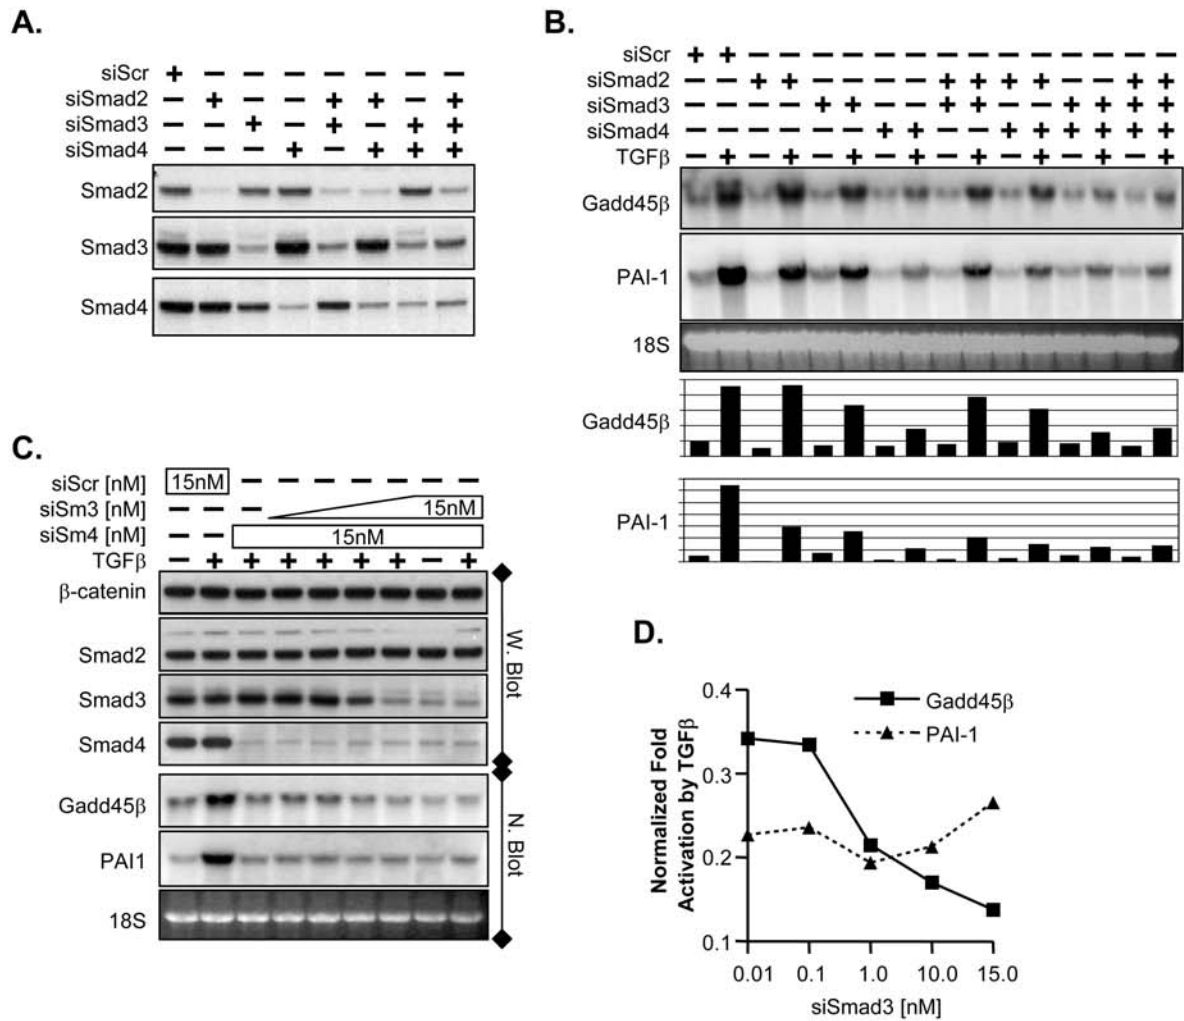 A.
siScr + − − − − − − −
siSmad2 − + − − + + − +
siSmad3 − − + − + − + +
siSmad4 − − − + − + + +
Smad2
Smad3
Smad4
B.
siScr + + − − − − − − − − − − − − − −
siSmad2 − − + + − − − − + + + + − − + +
siSmad3 − − − − + + − − + + − − + + + +
siSmad4 − − − − − − + + − − + + + + + +
TGFβ − + − + − + − + − + − + − + − +
Gadd45β
PAI-1
18S
Gadd45β
PAI-1
C.
siScr [nM] 15nM − − − − − − −
siSm3 [nM] − − − 15nM
siSm4 [nM] − − 15nM
TGFβ − + + + + + + − +
β-catenin
Smad2
Smad3
Smad4
W. Blot
Gadd45β
PAI1
18S
N. Blot
D.
Normalized Fold
Activation by TGFβ
0.4
0.3
0.2
0.1
Gadd45β
PAI-1
0.01 0.1 1.0 10.0 15.0
siSmad3 [nM]